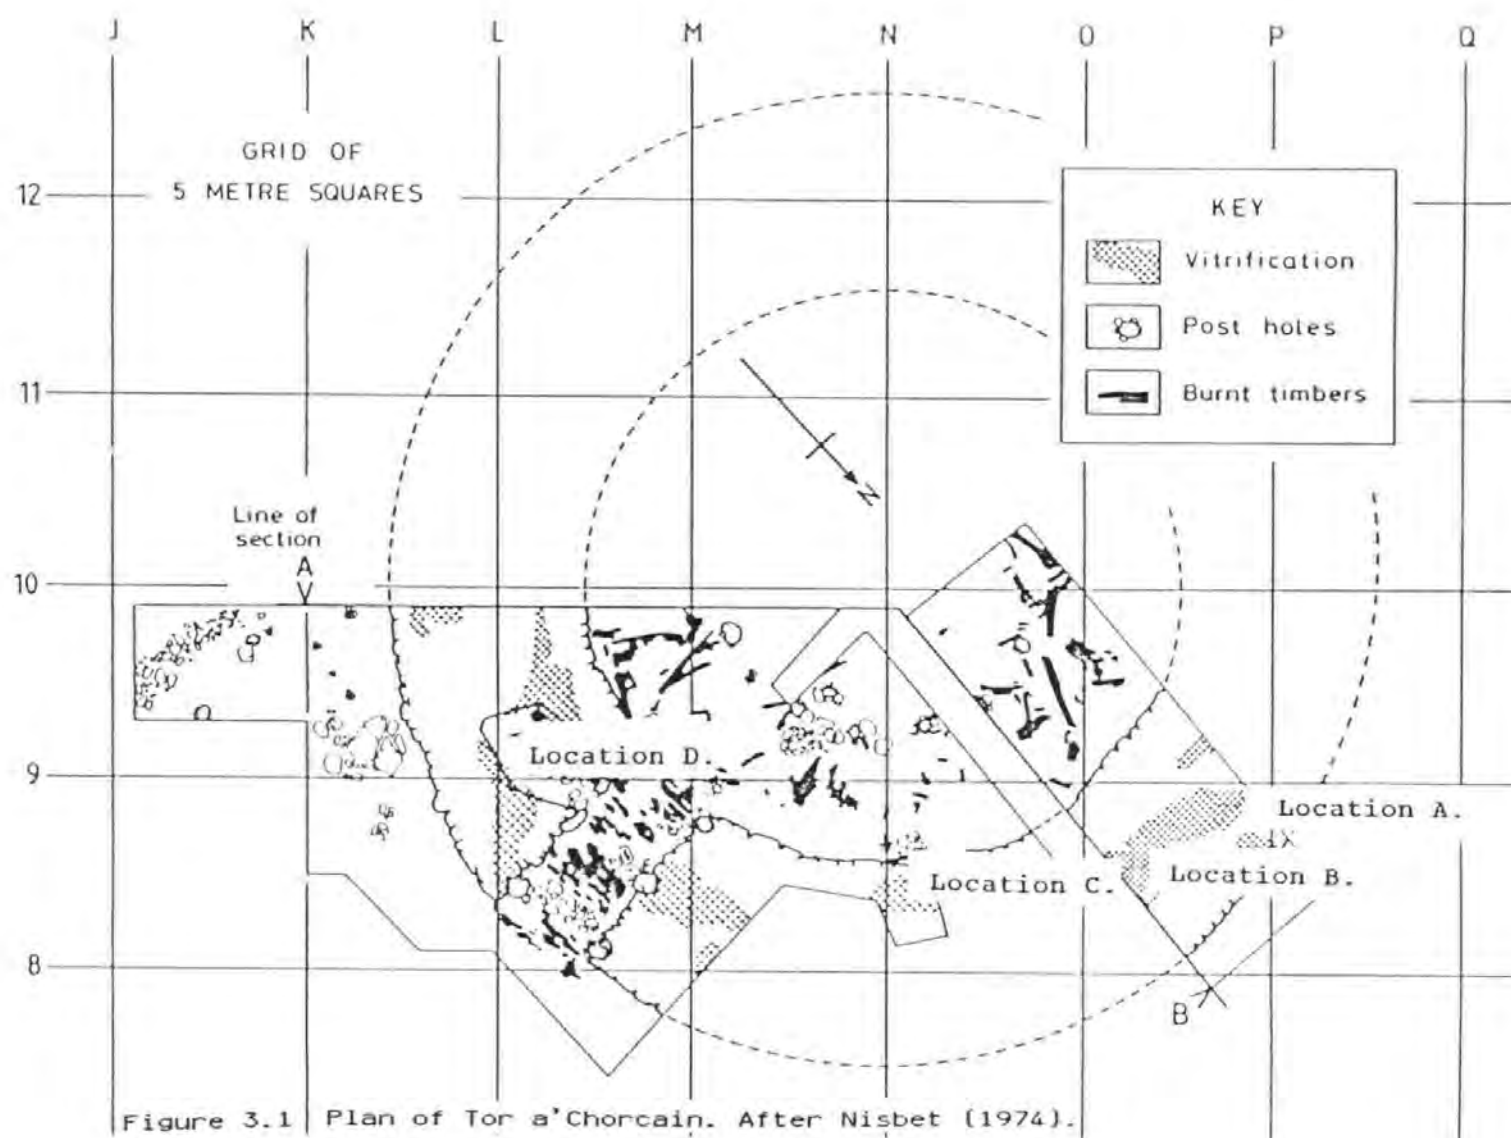 J K L M N O P Q
GRID OF
5 METRE SQUARES
12
KEY
Vitrification
Post holes
11
Burnt timbers
N
Line of
section
A
10
Location D.
9
Location A.
IX
Location B.
Location C.
8
B
Figure 3.1 Plan of Tor a'Chorcain. After Nisbet (1974).